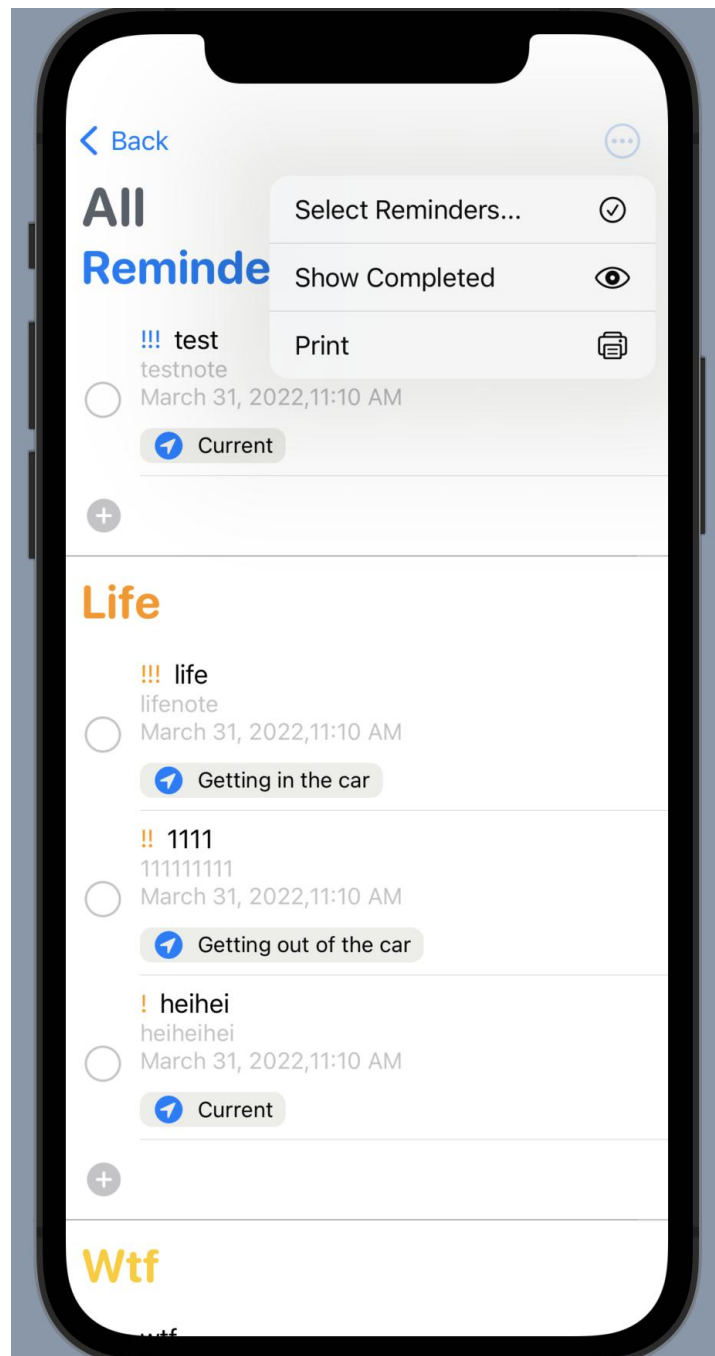 Back
All
Select Reminders...
Reminde
Show Completed
!!! test
Print
testnote
March 31, 2022,11:10 AM
Current
Life
!!! life
lifenote
March 31, 2022,11:10 AM
Getting in the car
!! 1111
111111111
March 31, 2022,11:10 AM
Getting out of the car
! heihei
heiheihei
March 31, 2022,11:10 AM
Current
Wtf
wtf